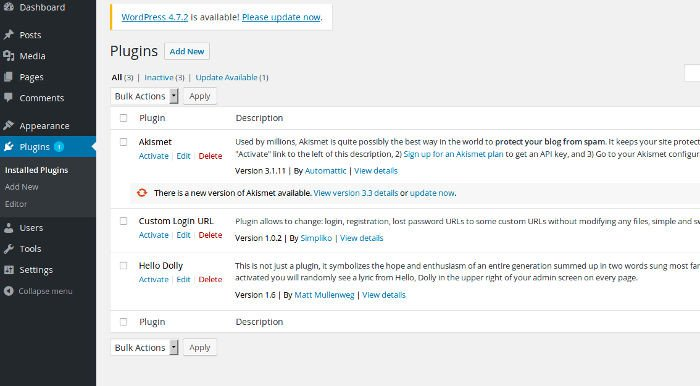 Dashboard
Posts
Media
Pages
Comments
Appearance
Plugins 1
Installed Plugins
Add New
Editor
Users
Tools
Settings
Collapse menu
WordPress 4.7.2 is available! Please update now.
Plugins Add New
All (3) | Inactive (3) | Update Available (1)
Bulk Actions Apply
Plugin Description
Akismet Used by millions, Akismet is quite possibly the best way in the world to protect your blog from spam. It keeps your site protect
Activate | Edit | Delete "Activate" link to the left of this description, 2) Sign up for an Akismet plan to get an API key, and 3) Go to your Akismet configur
Version 3.1.11 | By Automattic | View details
There is a new version of Akismet available. View version 3.3 details or update now.
Custom Login URL Plugin allows to change: login, registration, lost password URLs to some custom URLs without modifying any files, simple and sw
Activate | Edit | Delete Version 1.0.2 | By Simpliko | View details
Hello Dolly This is not just a plugin, it symbolizes the hope and enthusiasm of an entire generation summed up in two words sung most fam
Activate | Edit | Delete activated you will randomly see a lyric from Hello, Dolly in the upper right of your admin screen on every page.
Version 1.6 | By Matt Mullenweg | View details
Plugin Description
Bulk Actions Apply